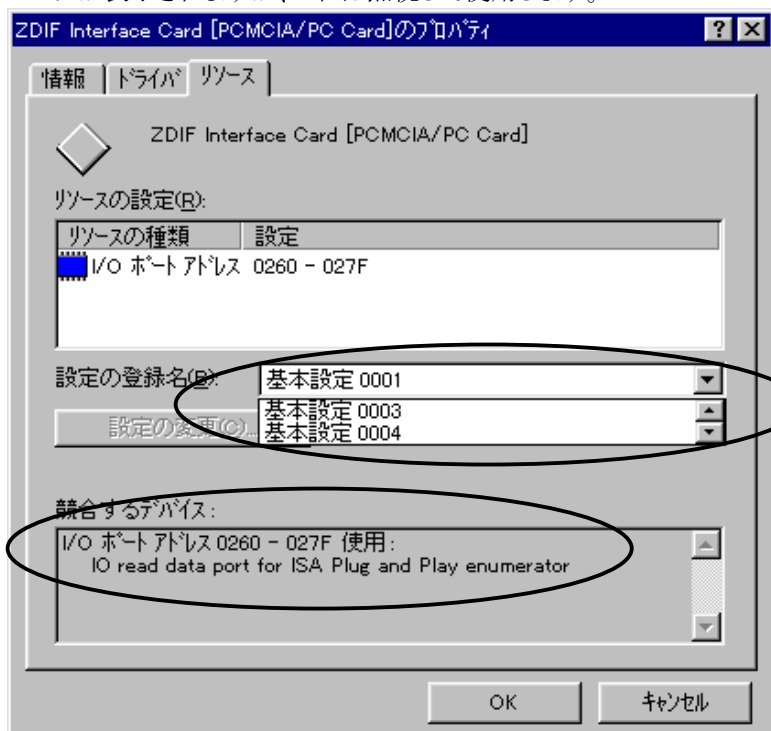 ZDIF Interface Card [PCMCIA/PC Card]のﾌﾟﾛﾊﾟﾃｨ
情報 ﾄﾞﾗｲﾊﾞ ﾘｿｰｽ
ZDIF Interface Card [PCMCIA/PC Card]
ﾘｿｰｽの設定(R):
ﾘｿｰｽの種類 設定
I/O ﾎﾟｰﾄ ｱﾄﾞﾚｽ 0260 - 027F
設定の登録名(B): 基本設定 0001
設定の変更(C)... 基本設定 0003
基本設定 0004
競合するﾃﾞﾊﾞｲｽ:
I/O ﾎﾟｰﾄ ｱﾄﾞﾚｽ 0260 - 027F 使用:
IO read data port for ISA Plug and Play enumerator
OK ｷｬﾝｾﾙ